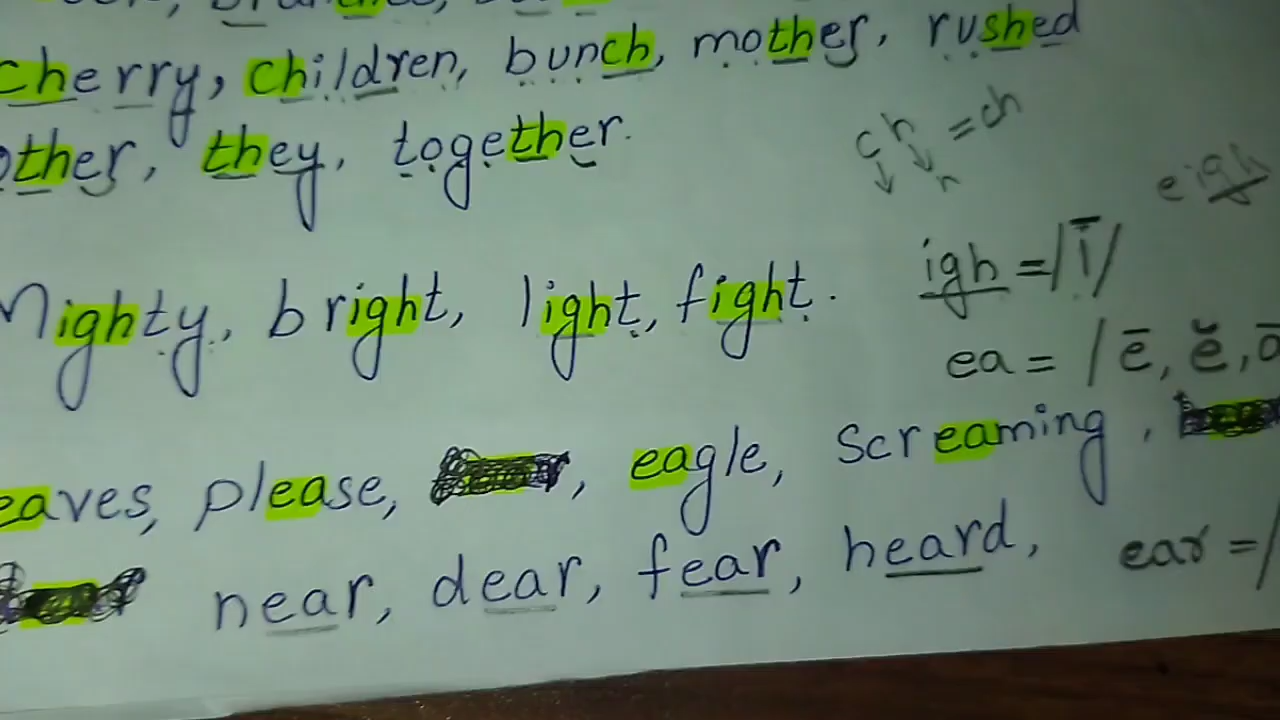 cherry, children, bunch, mother, rushed
other, they, together.
ch = ch
eigh
Mighty, bright, light, fight.
igh = /ī/
ea = / ē, ĕ, ā
eaves, please, eagle, screaming,
near, dear, fear, heard,
ear = /